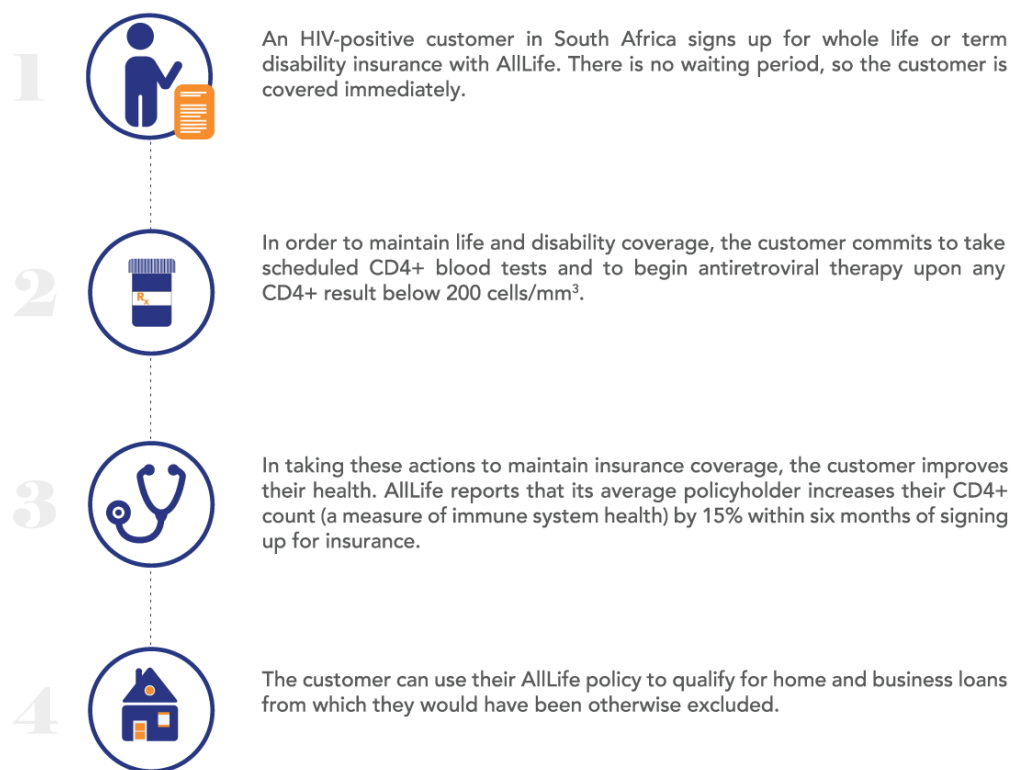 1
An HIV-positive customer in South Africa signs up for whole life or term
disability insurance with AllLife. There is no waiting period, so the customer is
covered immediately.
2
Rx
In order to maintain life and disability coverage, the customer commits to take
scheduled CD4+ blood tests and to begin antiretroviral therapy upon any
CD4+ result below 200 cells/mm³.
3
In taking these actions to maintain insurance coverage, the customer improves
their health. AllLife reports that its average policyholder increases their CD4+
count (a measure of immune system health) by 15% within six months of signing
up for insurance.
4
The customer can use their AllLife policy to qualify for home and business loans
from which they would have been otherwise excluded.